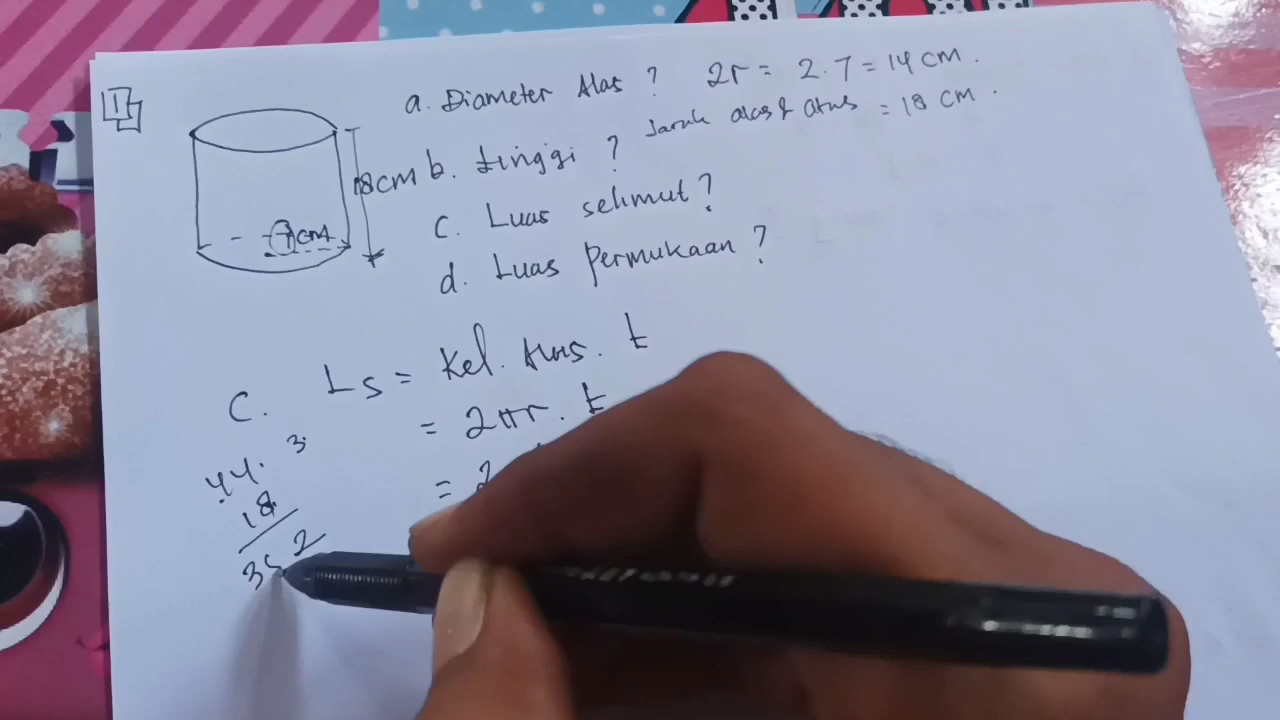 1
a. Diameter Alas ? 2r = 2.7 = 14 cm.
18cm b. tinggi ? Jarak alas & atas = 18 cm.
7cm
c. Luas selimut ?
d. Luas Permukaan ?
C. Ls = kel. Alas. t
= 2πr. t
= 2
44. 3
18
352